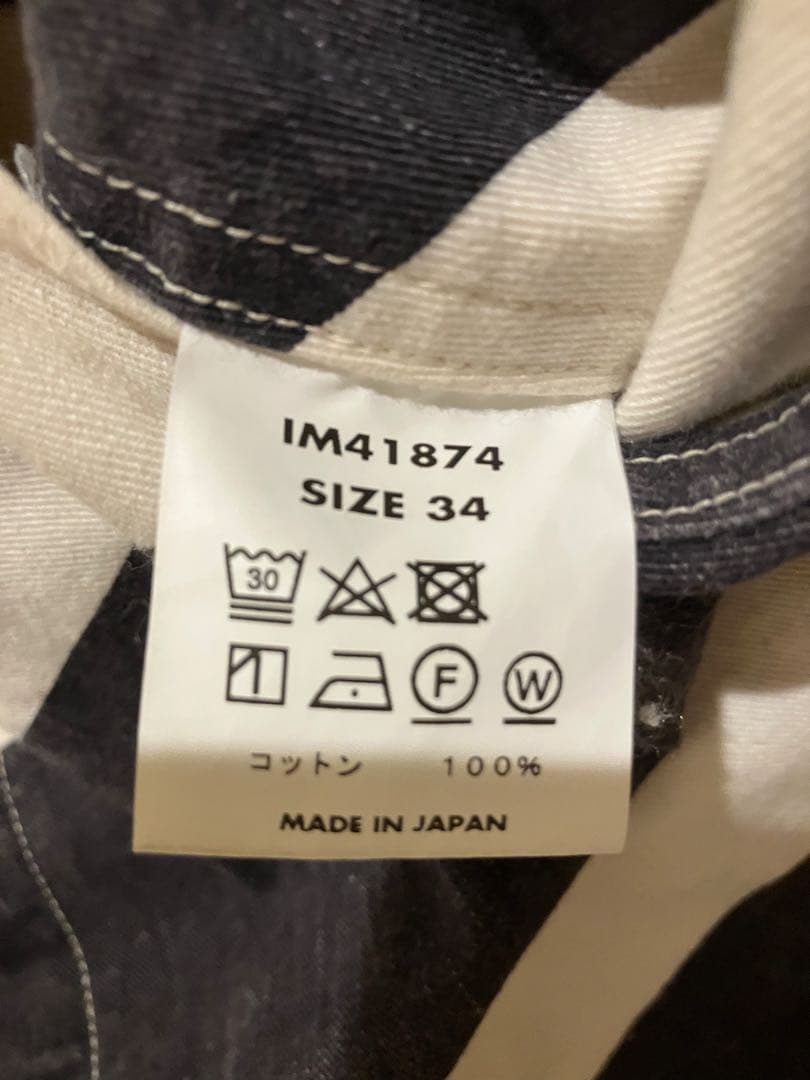 IM41874
SIZE 34
30
F W
コットン 100%
MADE IN JAPAN